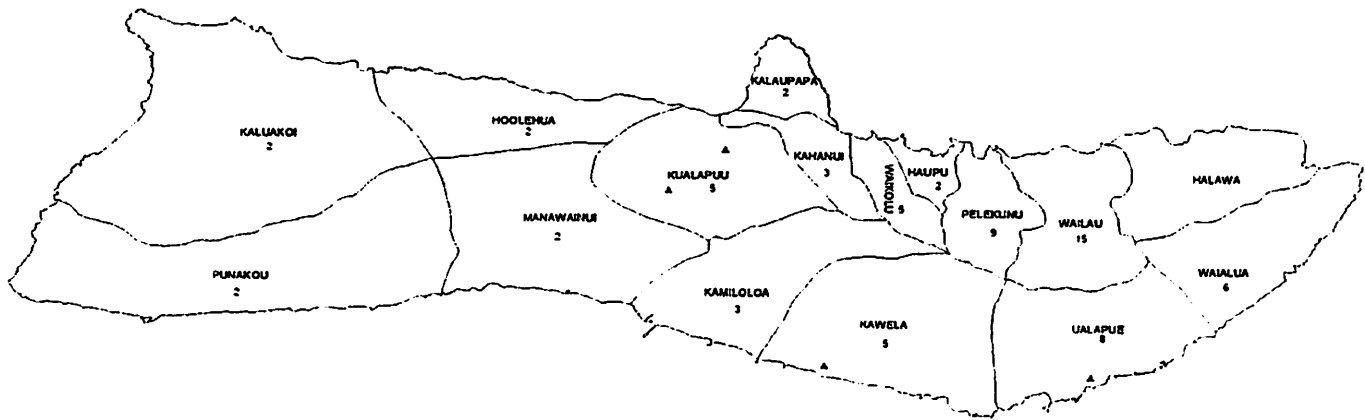 KALAUPAPA
2
KALUAKOI
2
HOOLEHUA
2
KAHANUI
3
KUALAPUU
5
WAIKOLU
5
HAUPU
2
HALAWA
MANAWAINUI
2
PELEKUNU
9
WAILAU
15
PUNAKOU
2
WAIALUA
6
KAMILOLOA
3
KAWELA
5
UALAPUE
8